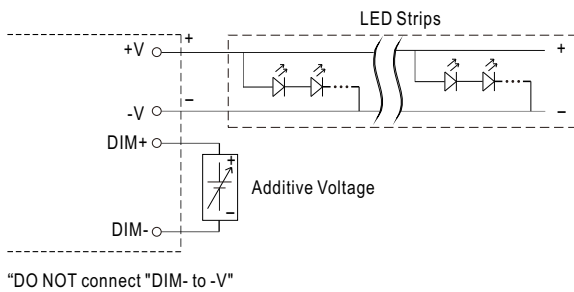 LED Strips
+V
+
+
-V
–
–
DIM+
+
Additive Voltage
–
DIM-
“DO NOT connect "DIM- to -V"